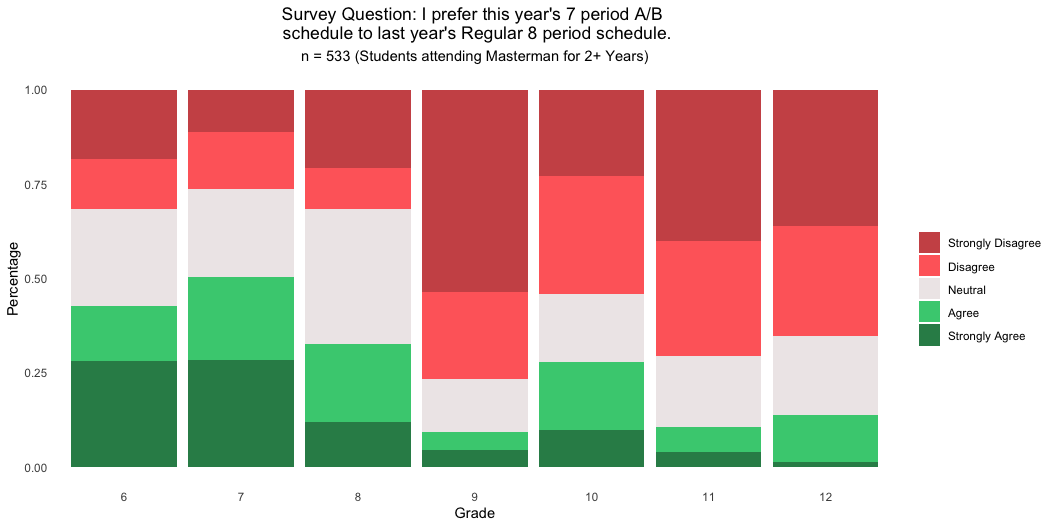 Survey Question: I prefer this year's 7 period A/B
schedule to last year's Regular 8 period schedule.
n = 533 (Students attending Masterman for 2+ Years)
Percentage
1.00
0.75
0.50
0.25
0.00
6 7 8 9 10 11 12
Grade
Strongly Disagree
Disagree
Neutral
Agree
Strongly Agree